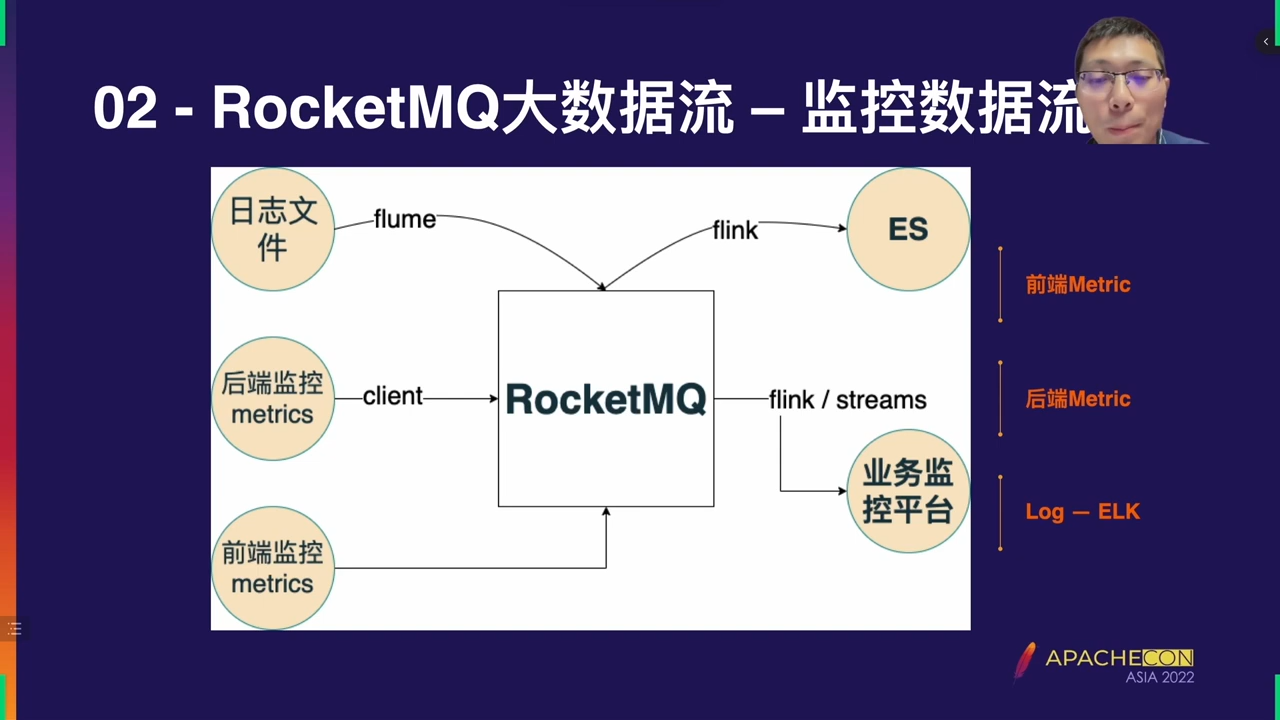 02 - RocketMQ大数据流 – 监控数据流
日志文
件
flume
flink
ES
前端Metric
后端监控
metrics
client
RocketMQ
flink / streams
后端Metric
业务监
控平台
Log — ELK
前端监控
metrics
APACHECON
ASIA 2022